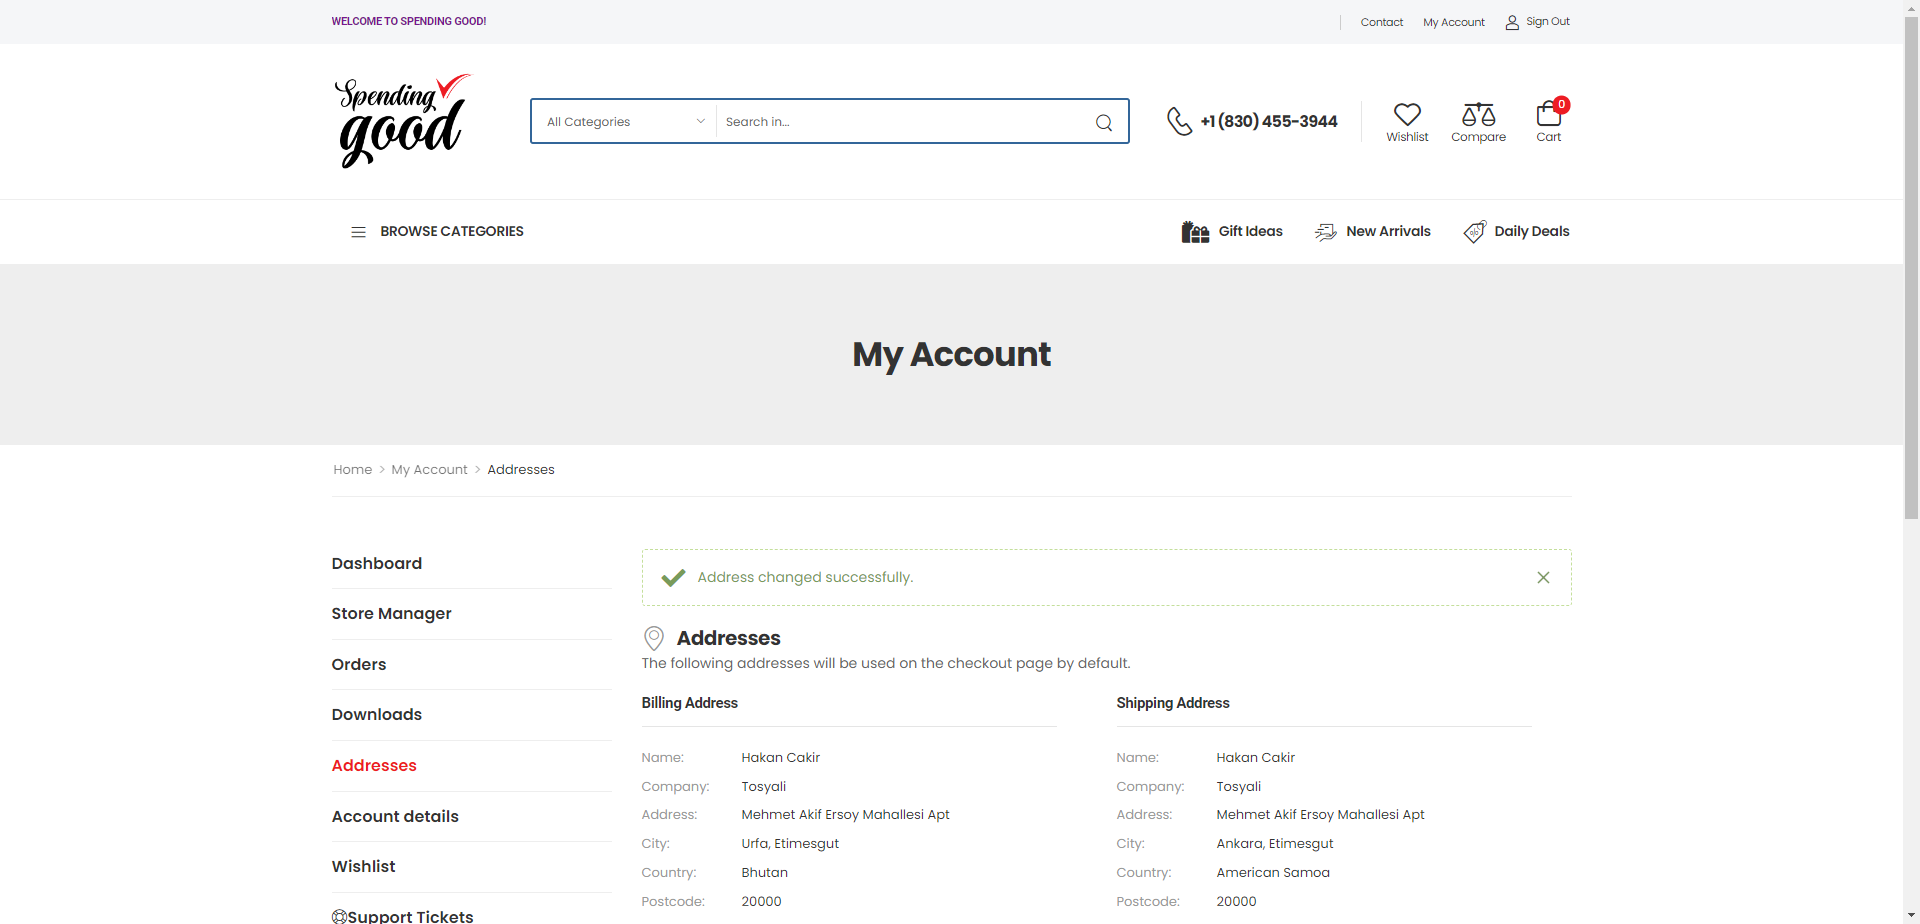 WELCOME TO SPENDING GOOD!
Contact My Account Sign Out
Spending
good
All Categories Search in... +1 (830) 455-3944 0
Wishlist Compare Cart
BROWSE CATEGORIES Gift Ideas New Arrivals Daily Deals
My Account
Home > My Account > Addresses
Dashboard
Store Manager
Orders
Downloads
Addresses
Account details
Wishlist
Support Tickets
Address changed successfully.
Addresses
The following addresses will be used on the checkout page by default.
Billing Address
Name: Hakan Cakir
Company: Tosyali
Address: Mehmet Akif Ersoy Mahallesi Apt
City: Urfa, Etimesgut
Country: Bhutan
Postcode: 20000
Shipping Address
Name: Hakan Cakir
Company: Tosyali
Address: Mehmet Akif Ersoy Mahallesi Apt
City: Ankara, Etimesgut
Country: American Samoa
Postcode: 20000